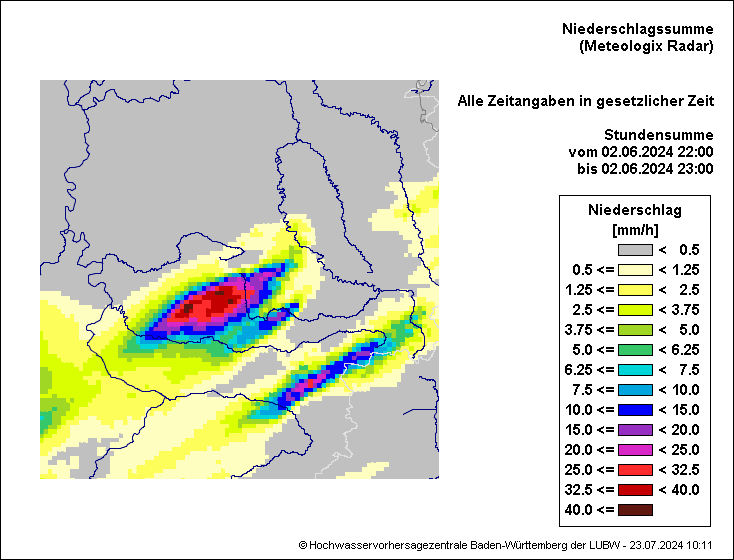 Niederschlagssumme
(Meteologix Radar)
Alle Zeitangaben in gesetzlicher Zeit
Stundensumme
vom 02.06.2024 22:00
bis 02.06.2024 23:00
Niederschlag
[mm/h]
< 0.5
0.5 <= < 1.25
1.25 <= < 2.5
2.5 <= < 3.75
3.75 <= < 5.0
5.0 <= < 6.25
6.25 <= < 7.5
7.5 <= < 10.0
10.0 <= < 15.0
15.0 <= < 20.0
20.0 <= < 25.0
25.0 <= < 32.5
32.5 <= < 40.0
40.0 <=
© Hochwasservorhersagezentrale Baden-Württemberg der LUBW - 23.07.2024 10:11